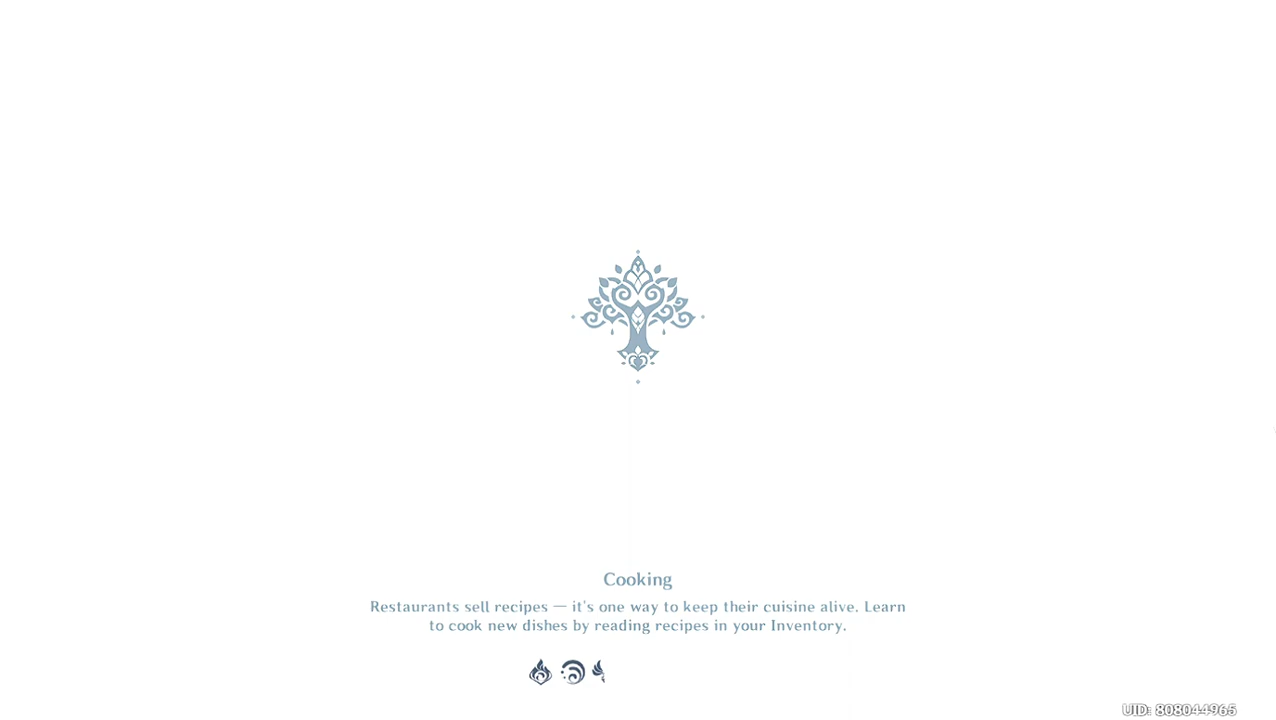 Cooking
Restaurants sell recipes — it's one way to keep their cuisine alive. Learn
to cook new dishes by reading recipes in your Inventory.
UID: 808044965